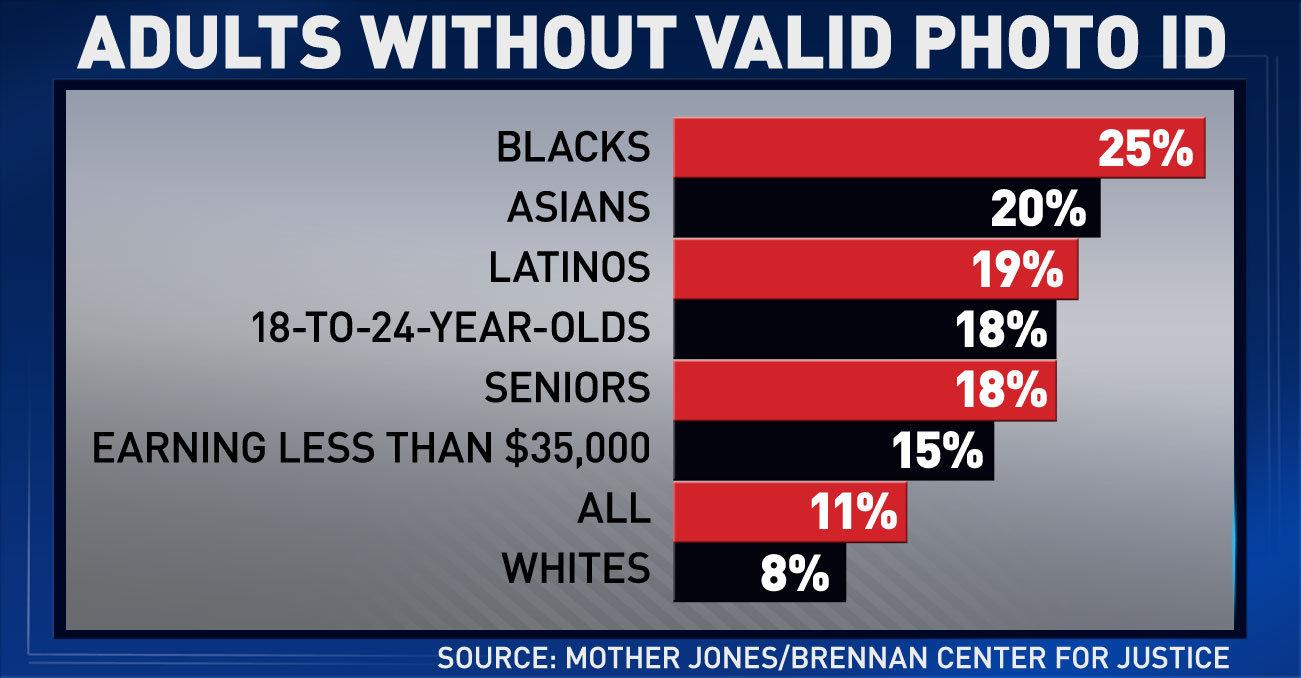 ADULTS WITHOUT VALID PHOTO ID
BLACKS 25%
ASIANS 20%
LATINOS 19%
18-TO-24-YEAR-OLDS 18%
SENIORS 18%
EARNING LESS THAN $35,000 15%
ALL 11%
WHITES 8%
SOURCE: MOTHER JONES/BRENNAN CENTER FOR JUSTICE